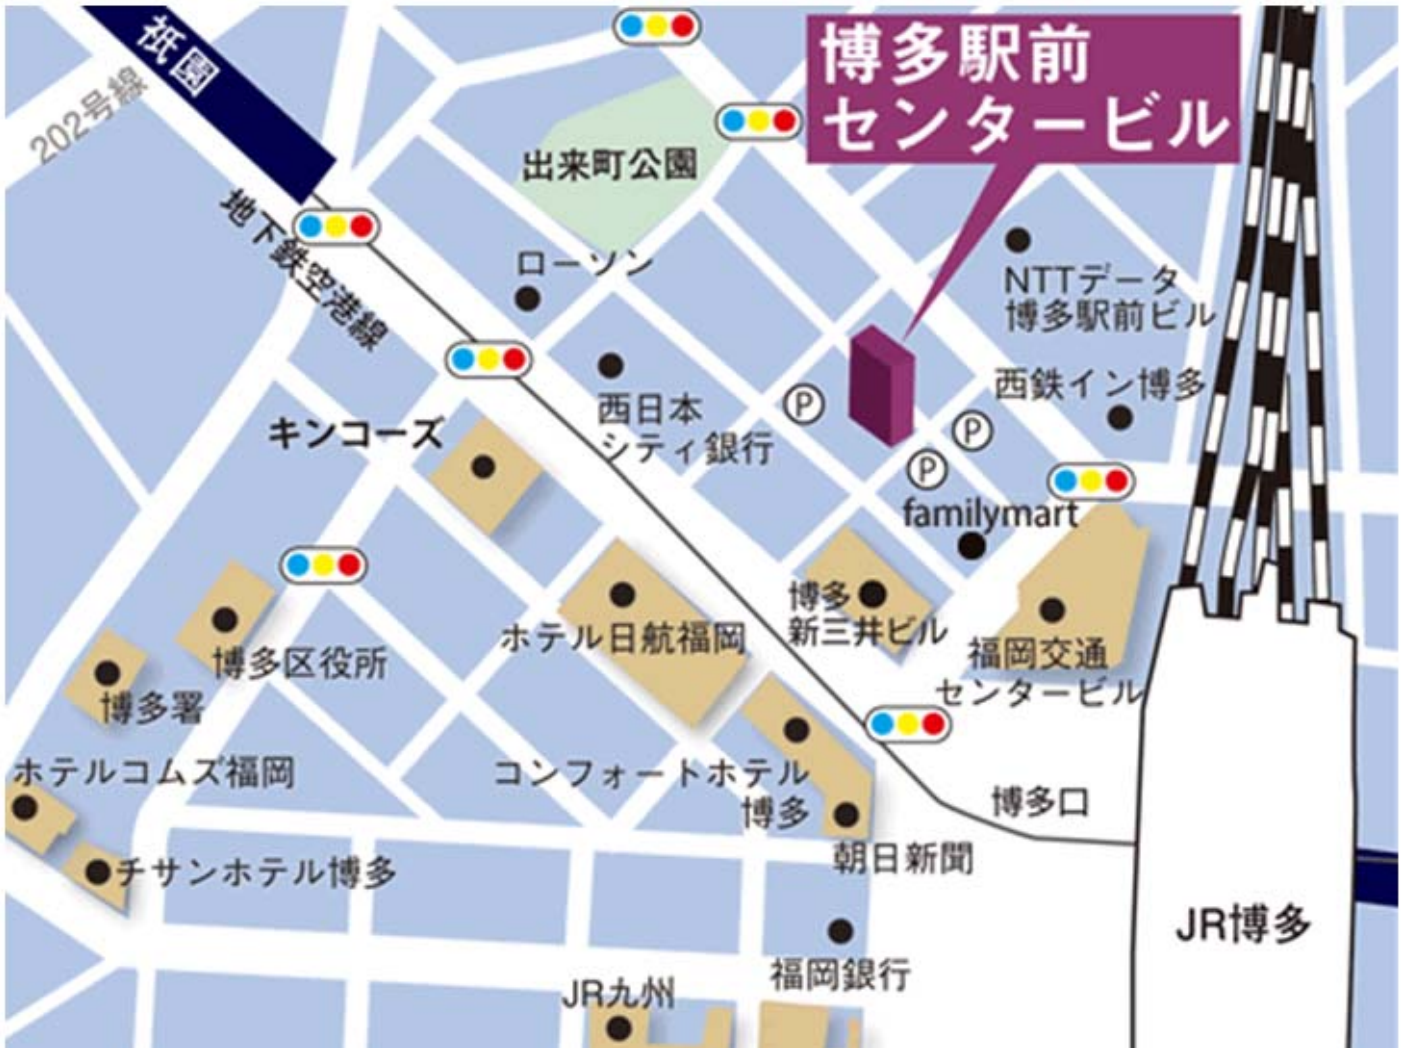 祇園
202号線
博多駅前
センタービル
出来町公園
地下鉄空港線
ローソン
NTTデータ
博多駅前ビル
西日本
シティ銀行
P
西鉄イン博多
P
P
キンコーズ
familymart
博多
新三井ビル
ホテル日航福岡
福岡交通
センタービル
博多区役所
博多署
ホテルコムズ福岡
コンフォートホテル
博多
博多口
朝日新聞
チサンホテル博多
JR博多
福岡銀行
JR九州